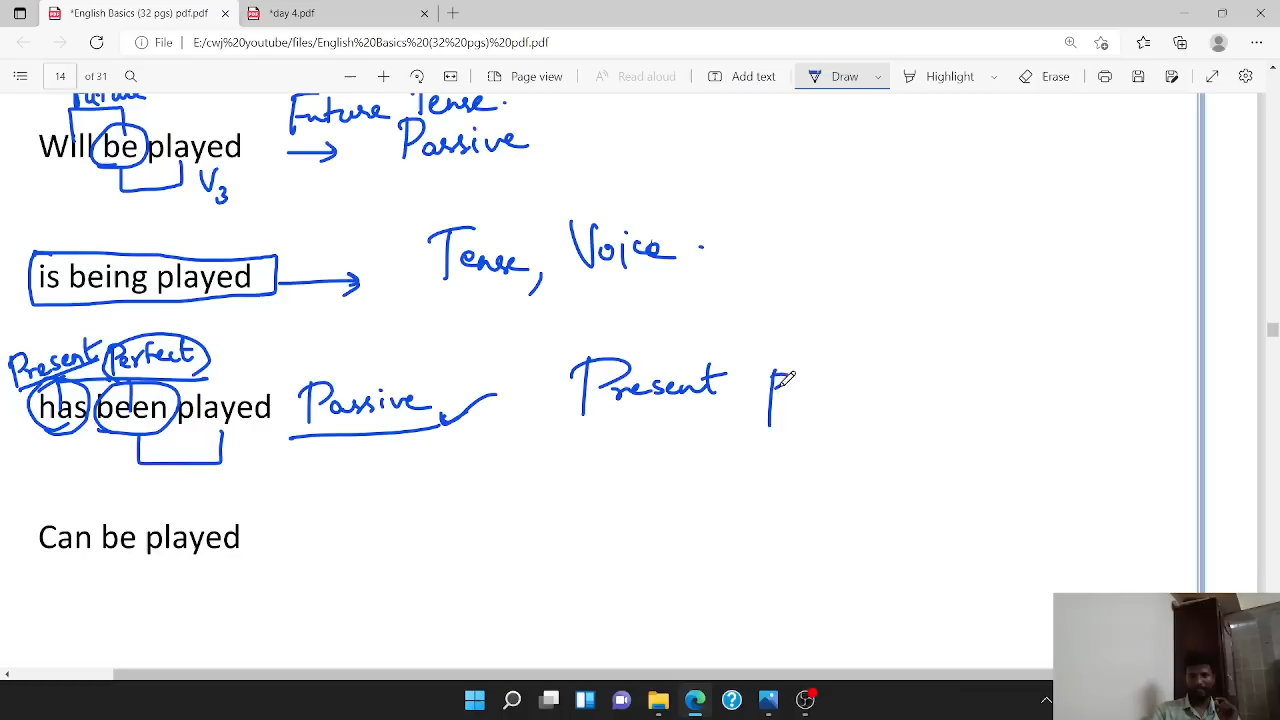 *English Basics (32 pgs) pdf.pdf
*day 4.pdf
File E:/cwj%20youtube/files/English%20Basics%20(32%20pgs)%20pdf.pdf
14 of 31 Page view Read aloud Add text Draw Highlight Erase
Future Tense.
Will be played → Passive
V3
Tense, Voice.
is being played →
Present Perfect
has been played Passive ✓ Present P
Can be played